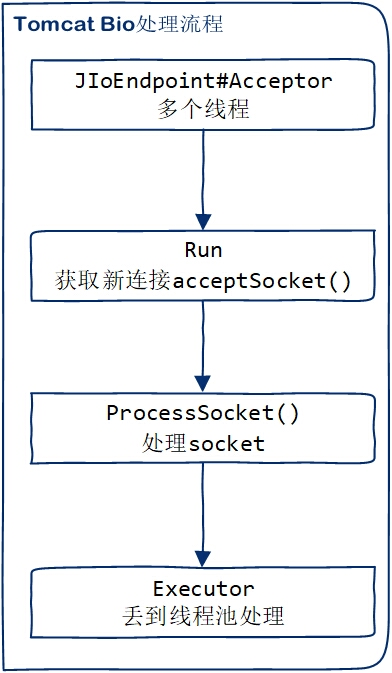 Tomcat Bio处理流程
JIoEndpoint#Acceptor
多个线程
Run
获取新连接acceptSocket()
ProcessSocket()
处理socket
Executor
丢到线程池处理